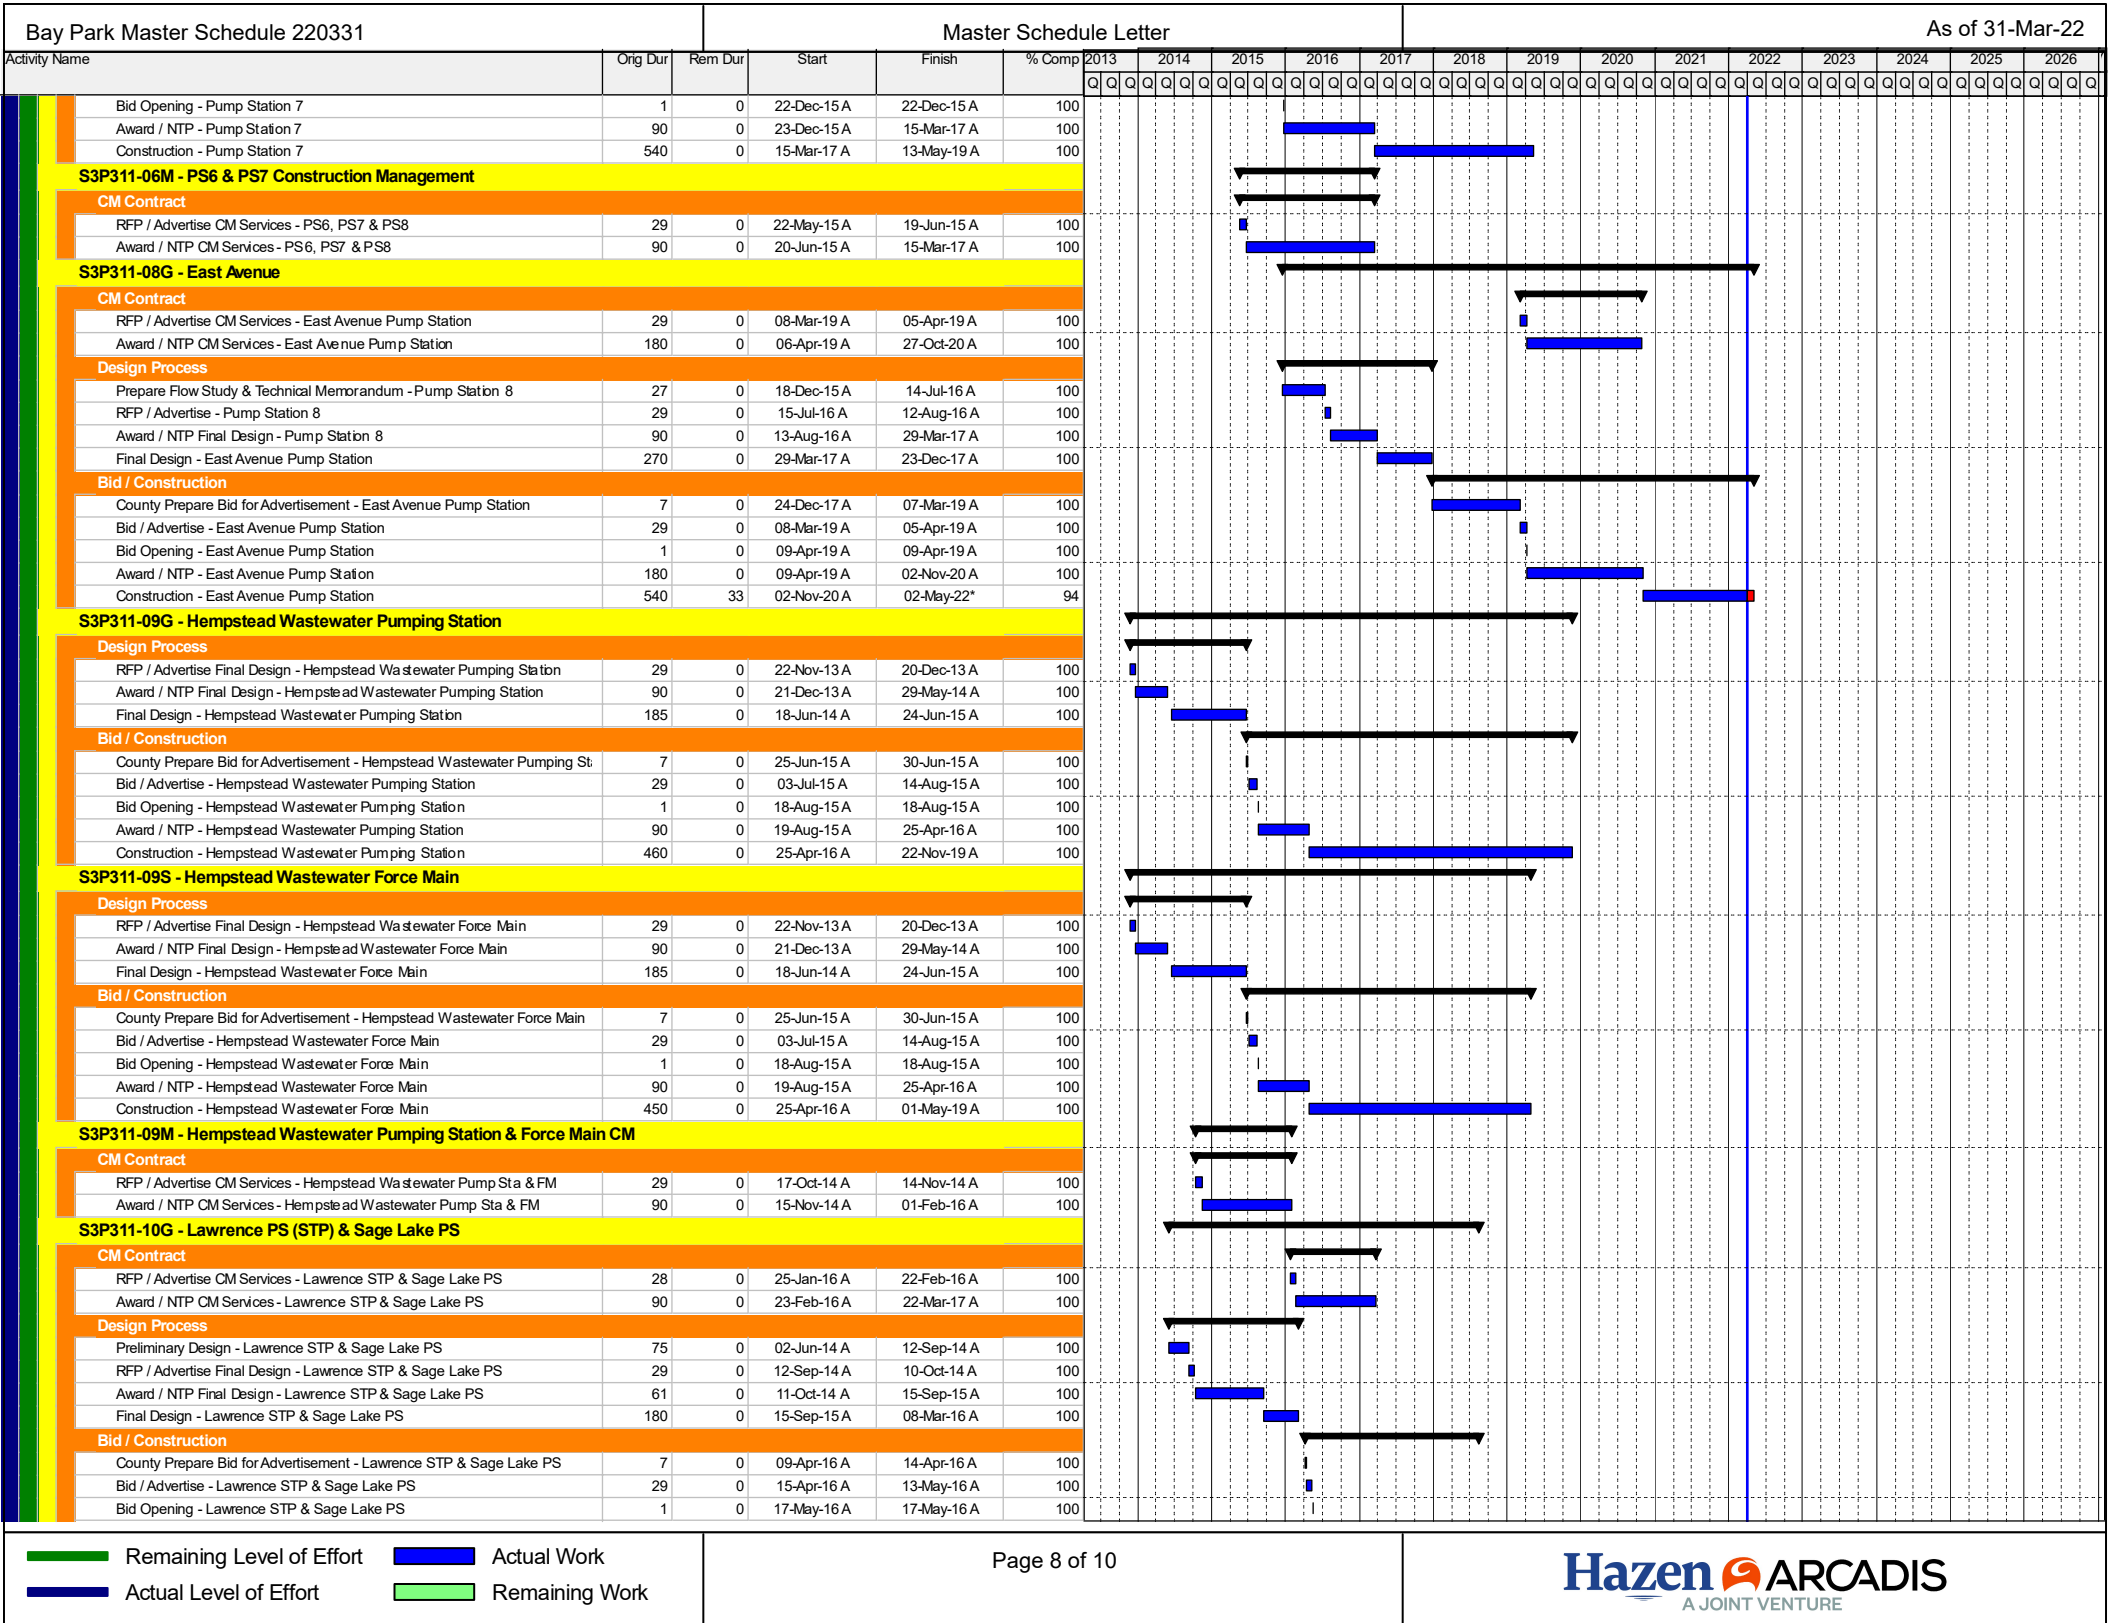 Bay Park Master Schedule 220331
Master Schedule Letter
As of 31-Mar-22
Activity Name Orig Dur Rem Dur Start Finish % Comp 2013 2014 2015 2016 2017 2018 2019 2020 2021 2022 2023 2024 2025 2026
Q Q Q Q Q Q Q Q Q Q Q Q Q Q Q Q Q Q Q Q Q Q Q Q Q Q Q Q Q Q Q Q Q Q Q Q Q Q Q Q Q Q Q Q Q Q Q Q Q Q Q Q Q Q Q
Bid Opening - Pump Station 7 1 0 22-Dec-15 A 22-Dec-15 A 100
Award / NTP - Pump Station 7 90 0 23-Dec-15 A 15-Mar-17 A 100
Construction - Pump Station 7 540 0 15-Mar-17 A 13-May-19 A 100
S3P311-06M - PS6 & PS7 Construction Management
CM Contract
RFP / Advertise CM Services - PS6, PS7 & PS8 29 0 22-May-15 A 19-Jun-15 A 100
Award / NTP CM Services - PS6, PS7 & PS8 90 0 20-Jun-15 A 15-Mar-17 A 100
S3P311-08G - East Avenue
CM Contract
RFP / Advertise CM Services - East Avenue Pump Station 29 0 08-Mar-19 A 05-Apr-19 A 100
Award / NTP CM Services - East Avenue Pump Station 180 0 06-Apr-19 A 27-Oct-20 A 100
Design Process
Prepare Flow Study & Technical Memorandum - Pump Station 8 27 0 18-Dec-15 A 14-Jul-16 A 100
RFP / Advertise - Pump Station 8 29 0 15-Jul-16 A 12-Aug-16 A 100
Award / NTP Final Design - Pump Station 8 90 0 13-Aug-16 A 29-Mar-17 A 100
Final Design - East Avenue Pump Station 270 0 29-Mar-17 A 23-Dec-17 A 100
Bid / Construction
County Prepare Bid for Advertisement - East Avenue Pump Station 7 0 24-Dec-17 A 07-Mar-19 A 100
Bid / Advertise - East Avenue Pump Station 29 0 08-Mar-19 A 05-Apr-19 A 100
Bid Opening - East Avenue Pump Station 1 0 09-Apr-19 A 09-Apr-19 A 100
Award / NTP - East Avenue Pump Station 180 0 09-Apr-19 A 02-Nov-20 A 100
Construction - East Avenue Pump Station 540 33 02-Nov-20 A 02-May-22* 94
S3P311-09G - Hempstead Wastewater Pumping Station
Design Process
RFP / Advertise Final Design - Hempstead Wastewater Pumping Station 29 0 22-Nov-13 A 20-Dec-13 A 100
Award / NTP Final Design - Hempstead Wastewater Pumping Station 90 0 21-Dec-13 A 29-May-14 A 100
Final Design - Hempstead Wastewater Pumping Station 185 0 18-Jun-14 A 24-Jun-15 A 100
Bid / Construction
County Prepare Bid for Advertisement - Hempstead Wastewater Pumping Sta 7 0 25-Jun-15 A 30-Jun-15 A 100
Bid / Advertise - Hempstead Wastewater Pumping Station 29 0 03-Jul-15 A 14-Aug-15 A 100
Bid Opening - Hempstead Wastewater Pumping Station 1 0 18-Aug-15 A 18-Aug-15 A 100
Award / NTP - Hempstead Wastewater Pumping Station 90 0 19-Aug-15 A 25-Apr-16 A 100
Construction - Hempstead Wastewater Pumping Station 460 0 25-Apr-16 A 22-Nov-19 A 100
S3P311-09S - Hempstead Wastewater Force Main
Design Process
RFP / Advertise Final Design - Hempstead Wastewater Force Main 29 0 22-Nov-13 A 20-Dec-13 A 100
Award / NTP Final Design - Hempstead Wastewater Force Main 90 0 21-Dec-13 A 29-May-14 A 100
Final Design - Hempstead Wastewater Force Main 185 0 18-Jun-14 A 24-Jun-15 A 100
Bid / Construction
County Prepare Bid for Advertisement - Hempstead Wastewater Force Main 7 0 25-Jun-15 A 30-Jun-15 A 100
Bid / Advertise - Hempstead Wastewater Force Main 29 0 03-Jul-15 A 14-Aug-15 A 100
Bid Opening - Hempstead Wastewater Force Main 1 0 18-Aug-15 A 18-Aug-15 A 100
Award / NTP - Hempstead Wastewater Force Main 90 0 19-Aug-15 A 25-Apr-16 A 100
Construction - Hempstead Wastewater Force Main 450 0 25-Apr-16 A 01-May-19 A 100
S3P311-09M - Hempstead Wastewater Pumping Station & Force Main CM
CM Contract
RFP / Advertise CM Services - Hempstead Wastewater Pump Sta & FM 29 0 17-Oct-14 A 14-Nov-14 A 100
Award / NTP CM Services - Hempstead Wastewater Pump Sta & FM 90 0 15-Nov-14 A 01-Feb-16 A 100
S3P311-10G - Lawrence PS (STP) & Sage Lake PS
CM Contract
RFP / Advertise CM Services - Lawrence STP & Sage Lake PS 28 0 25-Jan-16 A 22-Feb-16 A 100
Award / NTP CM Services - Lawrence STP & Sage Lake PS 90 0 23-Feb-16 A 22-Mar-17 A 100
Design Process
Preliminary Design - Lawrence STP & Sage Lake PS 75 0 02-Jun-14 A 12-Sep-14 A 100
RFP / Advertise Final Design - Lawrence STP & Sage Lake PS 29 0 12-Sep-14 A 10-Oct-14 A 100
Award / NTP Final Design - Lawrence STP & Sage Lake PS 61 0 11-Oct-14 A 15-Sep-15 A 100
Final Design - Lawrence STP & Sage Lake PS 180 0 15-Sep-15 A 08-Mar-16 A 100
Bid / Construction
County Prepare Bid for Advertisement - Lawrence STP & Sage Lake PS 7 0 09-Apr-16 A 14-Apr-16 A 100
Bid / Advertise - Lawrence STP & Sage Lake PS 29 0 15-Apr-16 A 13-May-16 A 100
Bid Opening - Lawrence STP & Sage Lake PS 1 0 17-May-16 A 17-May-16 A 100
Remaining Level of Effort Actual Work
Actual Level of Effort Remaining Work
Page 8 of 10
Hazen ARCADIS
A JOINT VENTURE